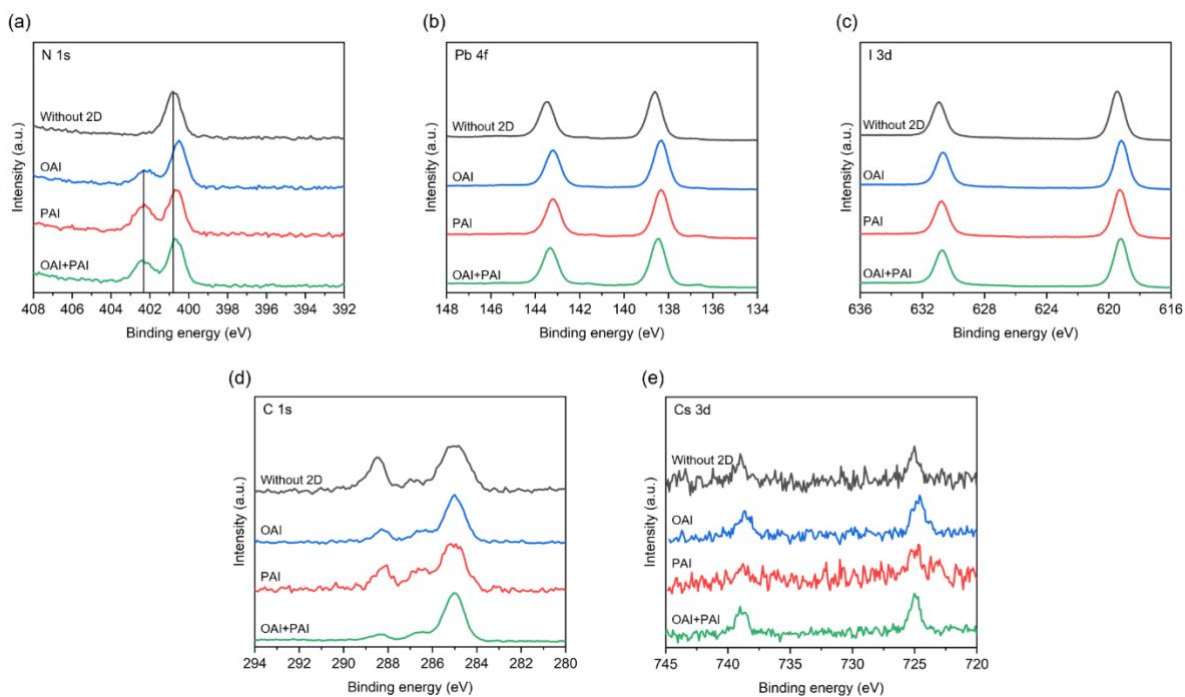 (a)
N 1s
Without 2D
OAI
PAI
OAI+PAI
Intensity (a.u.)
408 406 404 402 400 398 396 394 392
Binding energy (eV)
(b)
Pb 4f
Without 2D
OAI
PAI
OAI+PAI
Intensity (a.u.)
148 146 144 142 140 138 136 134
Binding energy (eV)
(c)
I 3d
Without 2D
OAI
PAI
OAI+PAI
Intensity (a.u.)
636 632 628 624 620 616
Binding energy (eV)
(d)
C 1s
Without 2D
OAI
PAI
OAI+PAI
Intensity (a.u.)
294 292 290 288 286 284 282 280
Binding energy (eV)
(e)
Cs 3d
Without 2D
OAI
PAI
OAI+PAI
Intensity (a.u.)
745 740 735 730 725 720
Binding energy (eV)